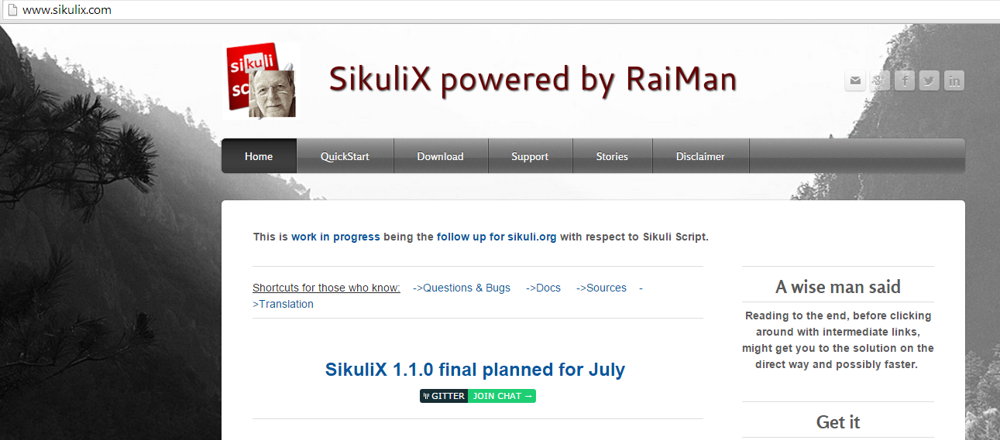 www.sikulix.com
sikuli
sc
SikuliX powered by RaiMan
Home QuickStart Download Support Stories Disclaimer
This is work in progress being the follow up for sikuli.org with respect to Sikuli Script.
Shortcuts for those who know: ->Questions & Bugs ->Docs ->Sources -
>Translation
SikuliX 1.1.0 final planned for July
GITTER JOIN CHAT →
A wise man said
Reading to the end, before clicking
around with intermediate links,
might get you to the solution on the
direct way and possibly faster.
Get it